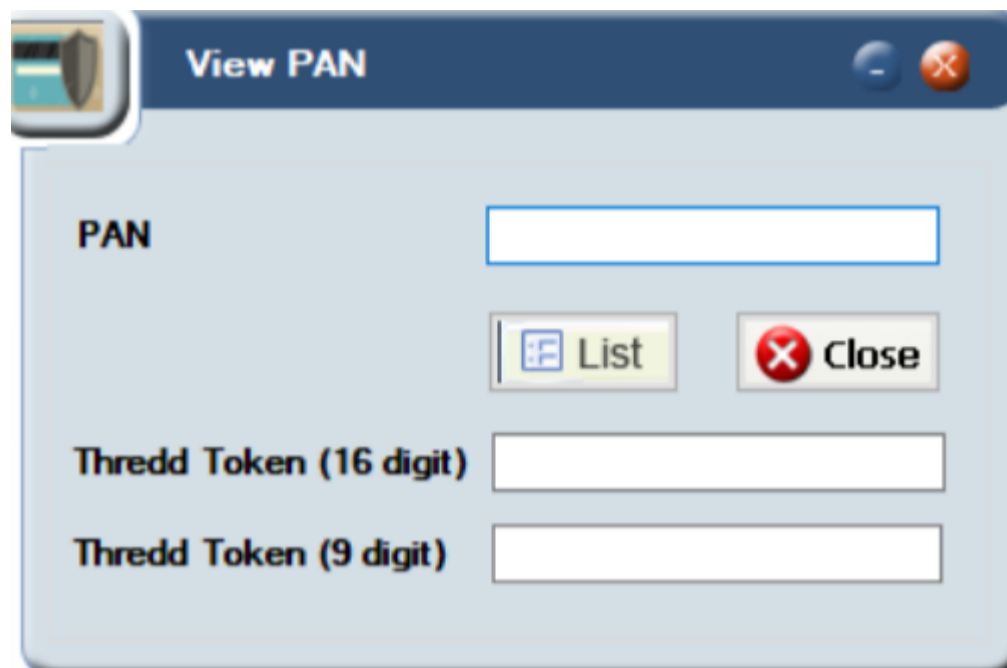 View PAN
PAN
List Close
Thredd Token (16 digit)
Thredd Token (9 digit)